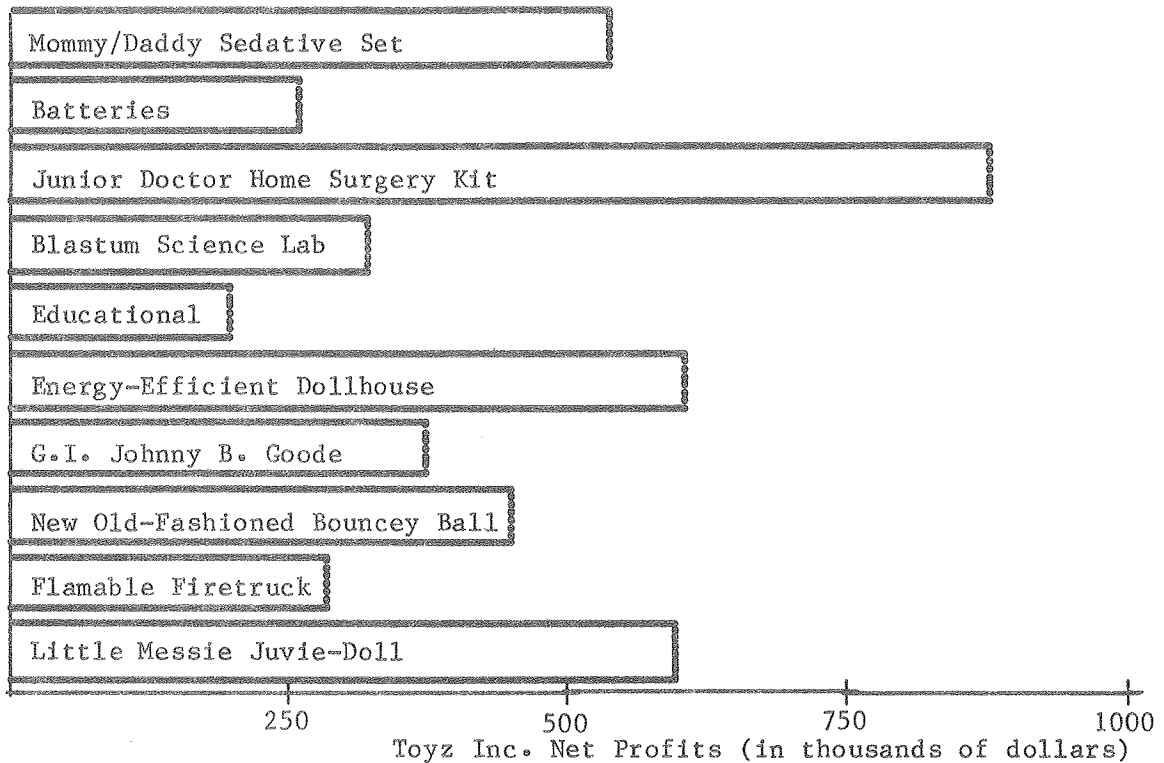 Mommy/Daddy Sedative Set
Batteries
Junior Doctor Home Surgery Kit
Blastum Science Lab
Educational
Energy-Efficient Dollhouse
G.I. Johnny B. Goode
New Old-Fashioned Bouncey Ball
Flamable Firetruck
Little Messie Juvie-Doll
250 500 750 1000
Toyz Inc. Net Profits (in thousands of dollars)